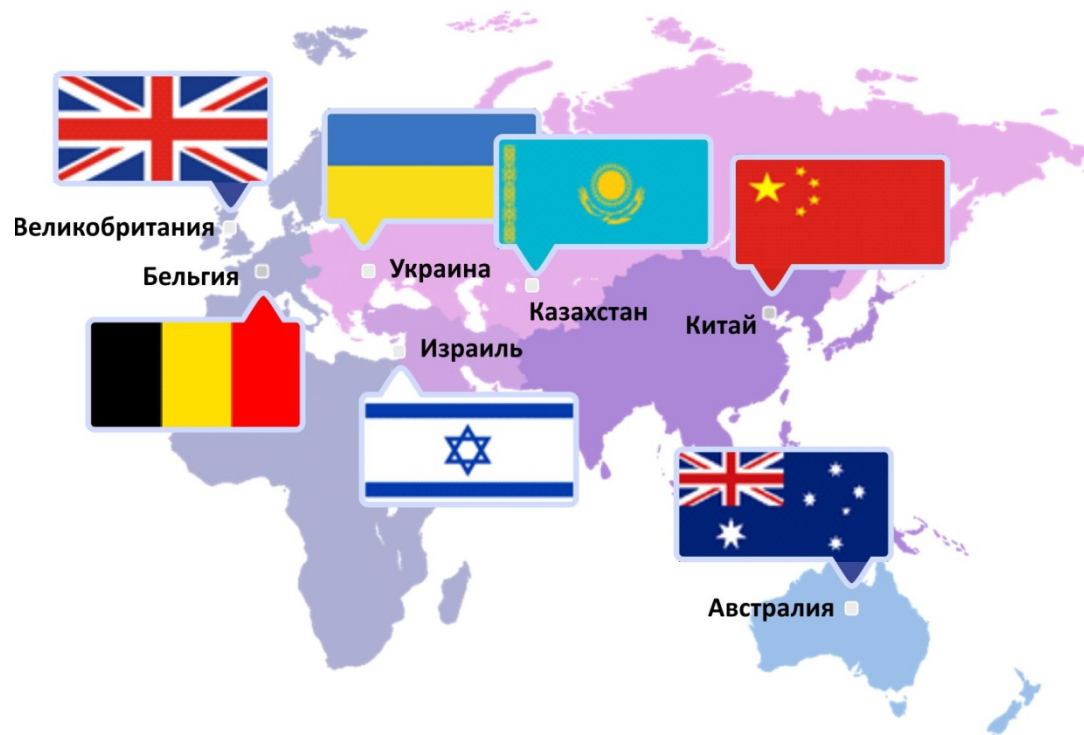 Великобритания
Бельгия
Украина
Казахстан
Китай
Израиль
Австралия